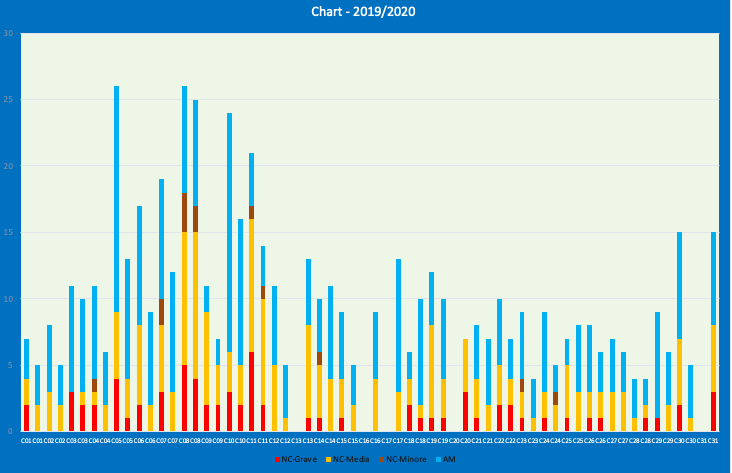 Chart - 2019/2020
30
25
20
15
10
5
0
C01 C01 C02 C02 C03 C03 C04 C04 C05 C05 C06 C06 C07 C07 C08 C08 C09 C09 C10 C10 C11 C11 C12 C12 C13 C13 C14 C14 C15 C15 C16 C16 C17 C17 C18 C18 C19 C19 C20 C20 C21 C21 C22 C22 C23 C23 C24 C24 C25 C25 C26 C26 C27 C27 C28 C28 C29 C29 C30 C30 C31 C31
NC-Grave NC-Media NC-Minore AM